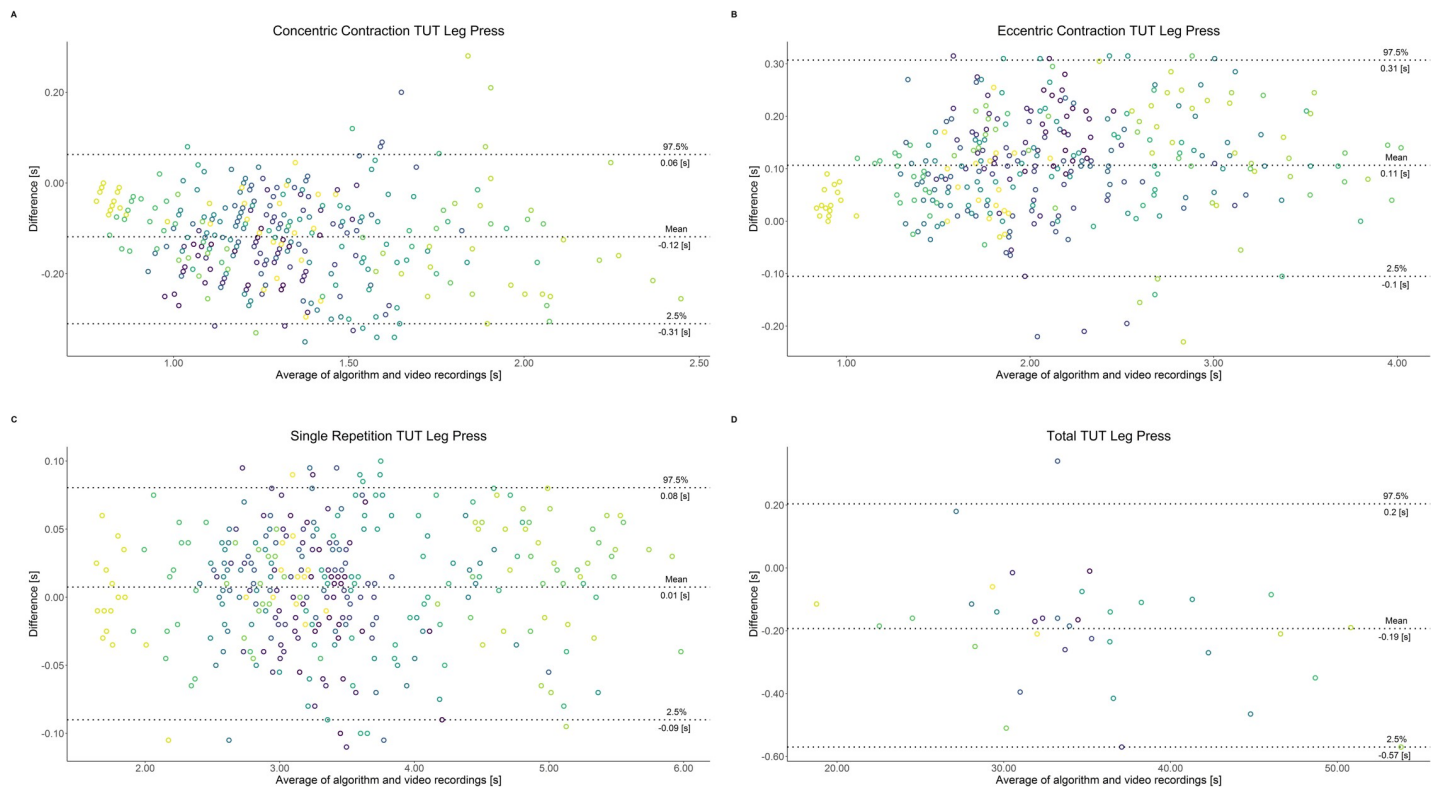 A
Concentric Contraction TUT Leg Press
Difference [s]
0.20
0.00
-0.20
97.5%
0.06 [s]
Mean
-0.12 [s]
2.5%
-0.31 [s]
1.00
1.50
2.00
2.50
Average of algorithm and video recordings [s]
B
Eccentric Contraction TUT Leg Press
Difference [s]
0.30
0.20
0.10
0.00
-0.10
-0.20
97.5%
0.31 [s]
Mean
0.11 [s]
2.5%
-0.1 [s]
1.00
2.00
3.00
4.00
Average of algorithm and video recordings [s]
C
Single Repetition TUT Leg Press
Difference [s]
0.10
0.05
0.00
-0.05
-0.10
97.5%
0.08 [s]
Mean
0.01 [s]
2.5%
-0.09 [s]
2.00
3.00
4.00
5.00
6.00
Average of algorithm and video recordings [s]
D
Total TUT Leg Press
Difference [s]
0.20
0.00
-0.20
-0.40
-0.60
97.5%
0.2 [s]
Mean
-0.19 [s]
2.5%
-0.57 [s]
20.00
30.00
40.00
50.00
Average of algorithm and video recordings [s]